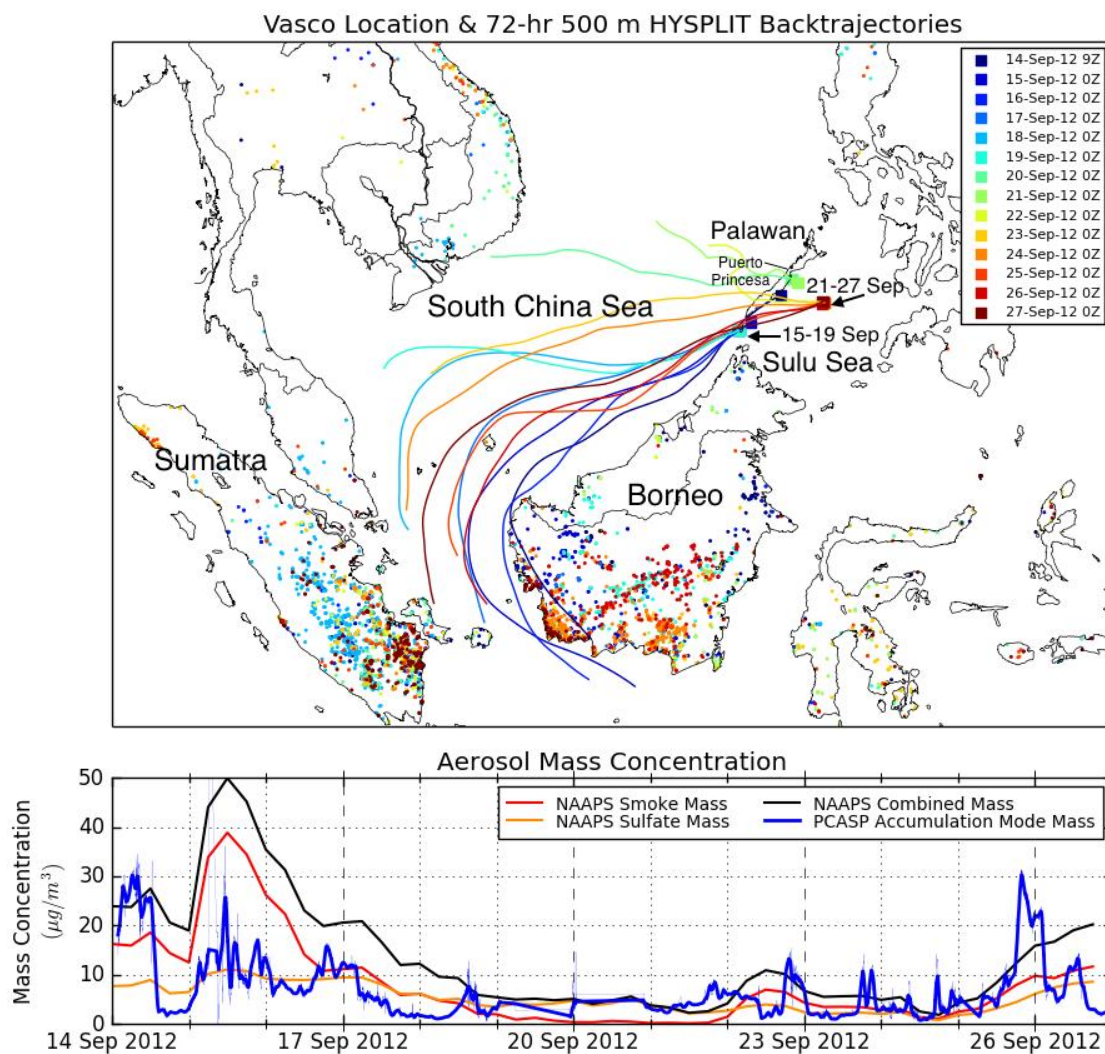 Vasco Location & 72-hr 500 m HYSPLIT Backtrajectories
14-Sep-12 9Z
15-Sep-12 0Z
16-Sep-12 0Z
17-Sep-12 0Z
18-Sep-12 0Z
19-Sep-12 0Z
20-Sep-12 0Z
21-Sep-12 0Z
22-Sep-12 0Z
23-Sep-12 0Z
24-Sep-12 0Z
25-Sep-12 0Z
26-Sep-12 0Z
27-Sep-12 0Z
Palawan
Puerto
Princesa
21-27 Sep
South China Sea
15-19 Sep
Sulu Sea
Sumatra
Borneo
Aerosol Mass Concentration
NAAPS Smoke Mass
NAAPS Sulfate Mass
NAAPS Combined Mass
PCASP Accumulation Mode Mass
Mass Concentration
(μg/m³)
50
40
30
20
10
0
14 Sep 2012
17 Sep 2012
20 Sep 2012
23 Sep 2012
26 Sep 2012